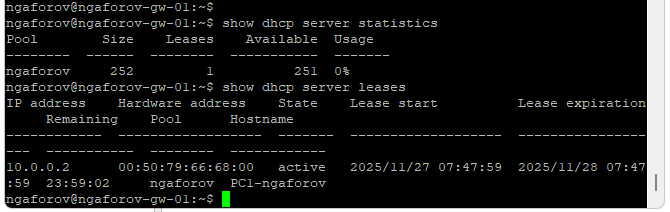 ngaforov@ngaforov-gw-01:~$
ngaforov@ngaforov-gw-01:~$ show dhcp server statistics
Pool        Size    Leases    Available  Usage
--------  ------  --------  -----------  -------
ngaforov     252         1          251  0%
ngaforov@ngaforov-gw-01:~$ show dhcp server leases
IP address    Hardware address    State    Lease start          Lease expiration
     Remaining    Pool      Hostname
------------  ------------------  -------  -------------------  ----------------
---  -----------  --------  ------------
10.0.0.2      00:50:79:66:68:00   active   2025/11/27 07:47:59  2025/11/28 07:47
:59  23:59:02     ngaforov  PC1-ngaforov
ngaforov@ngaforov-gw-01:~$